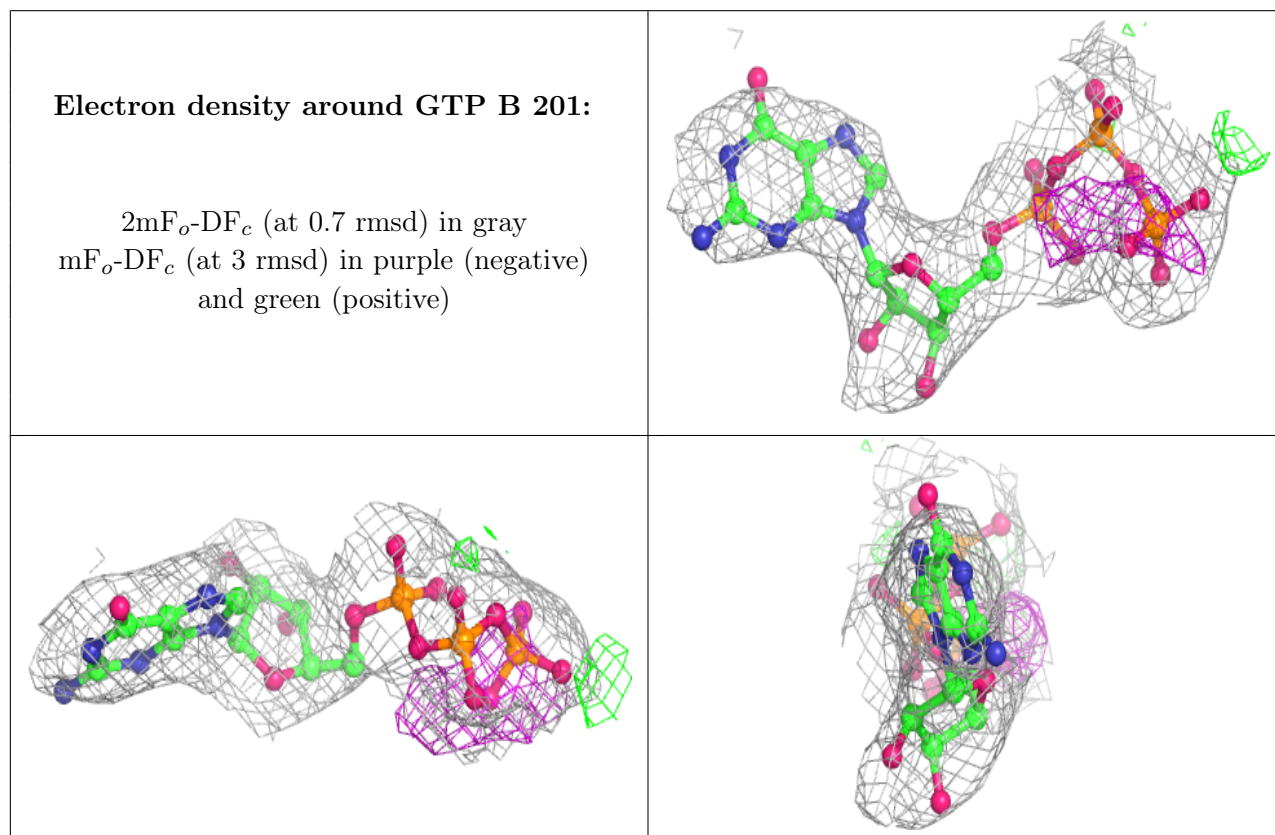 Electron density around GTP B 201:
2mFo-DFc (at 0.7 rmsd) in gray
mFo-DFc (at 3 rmsd) in purple (negative)
and green (positive)